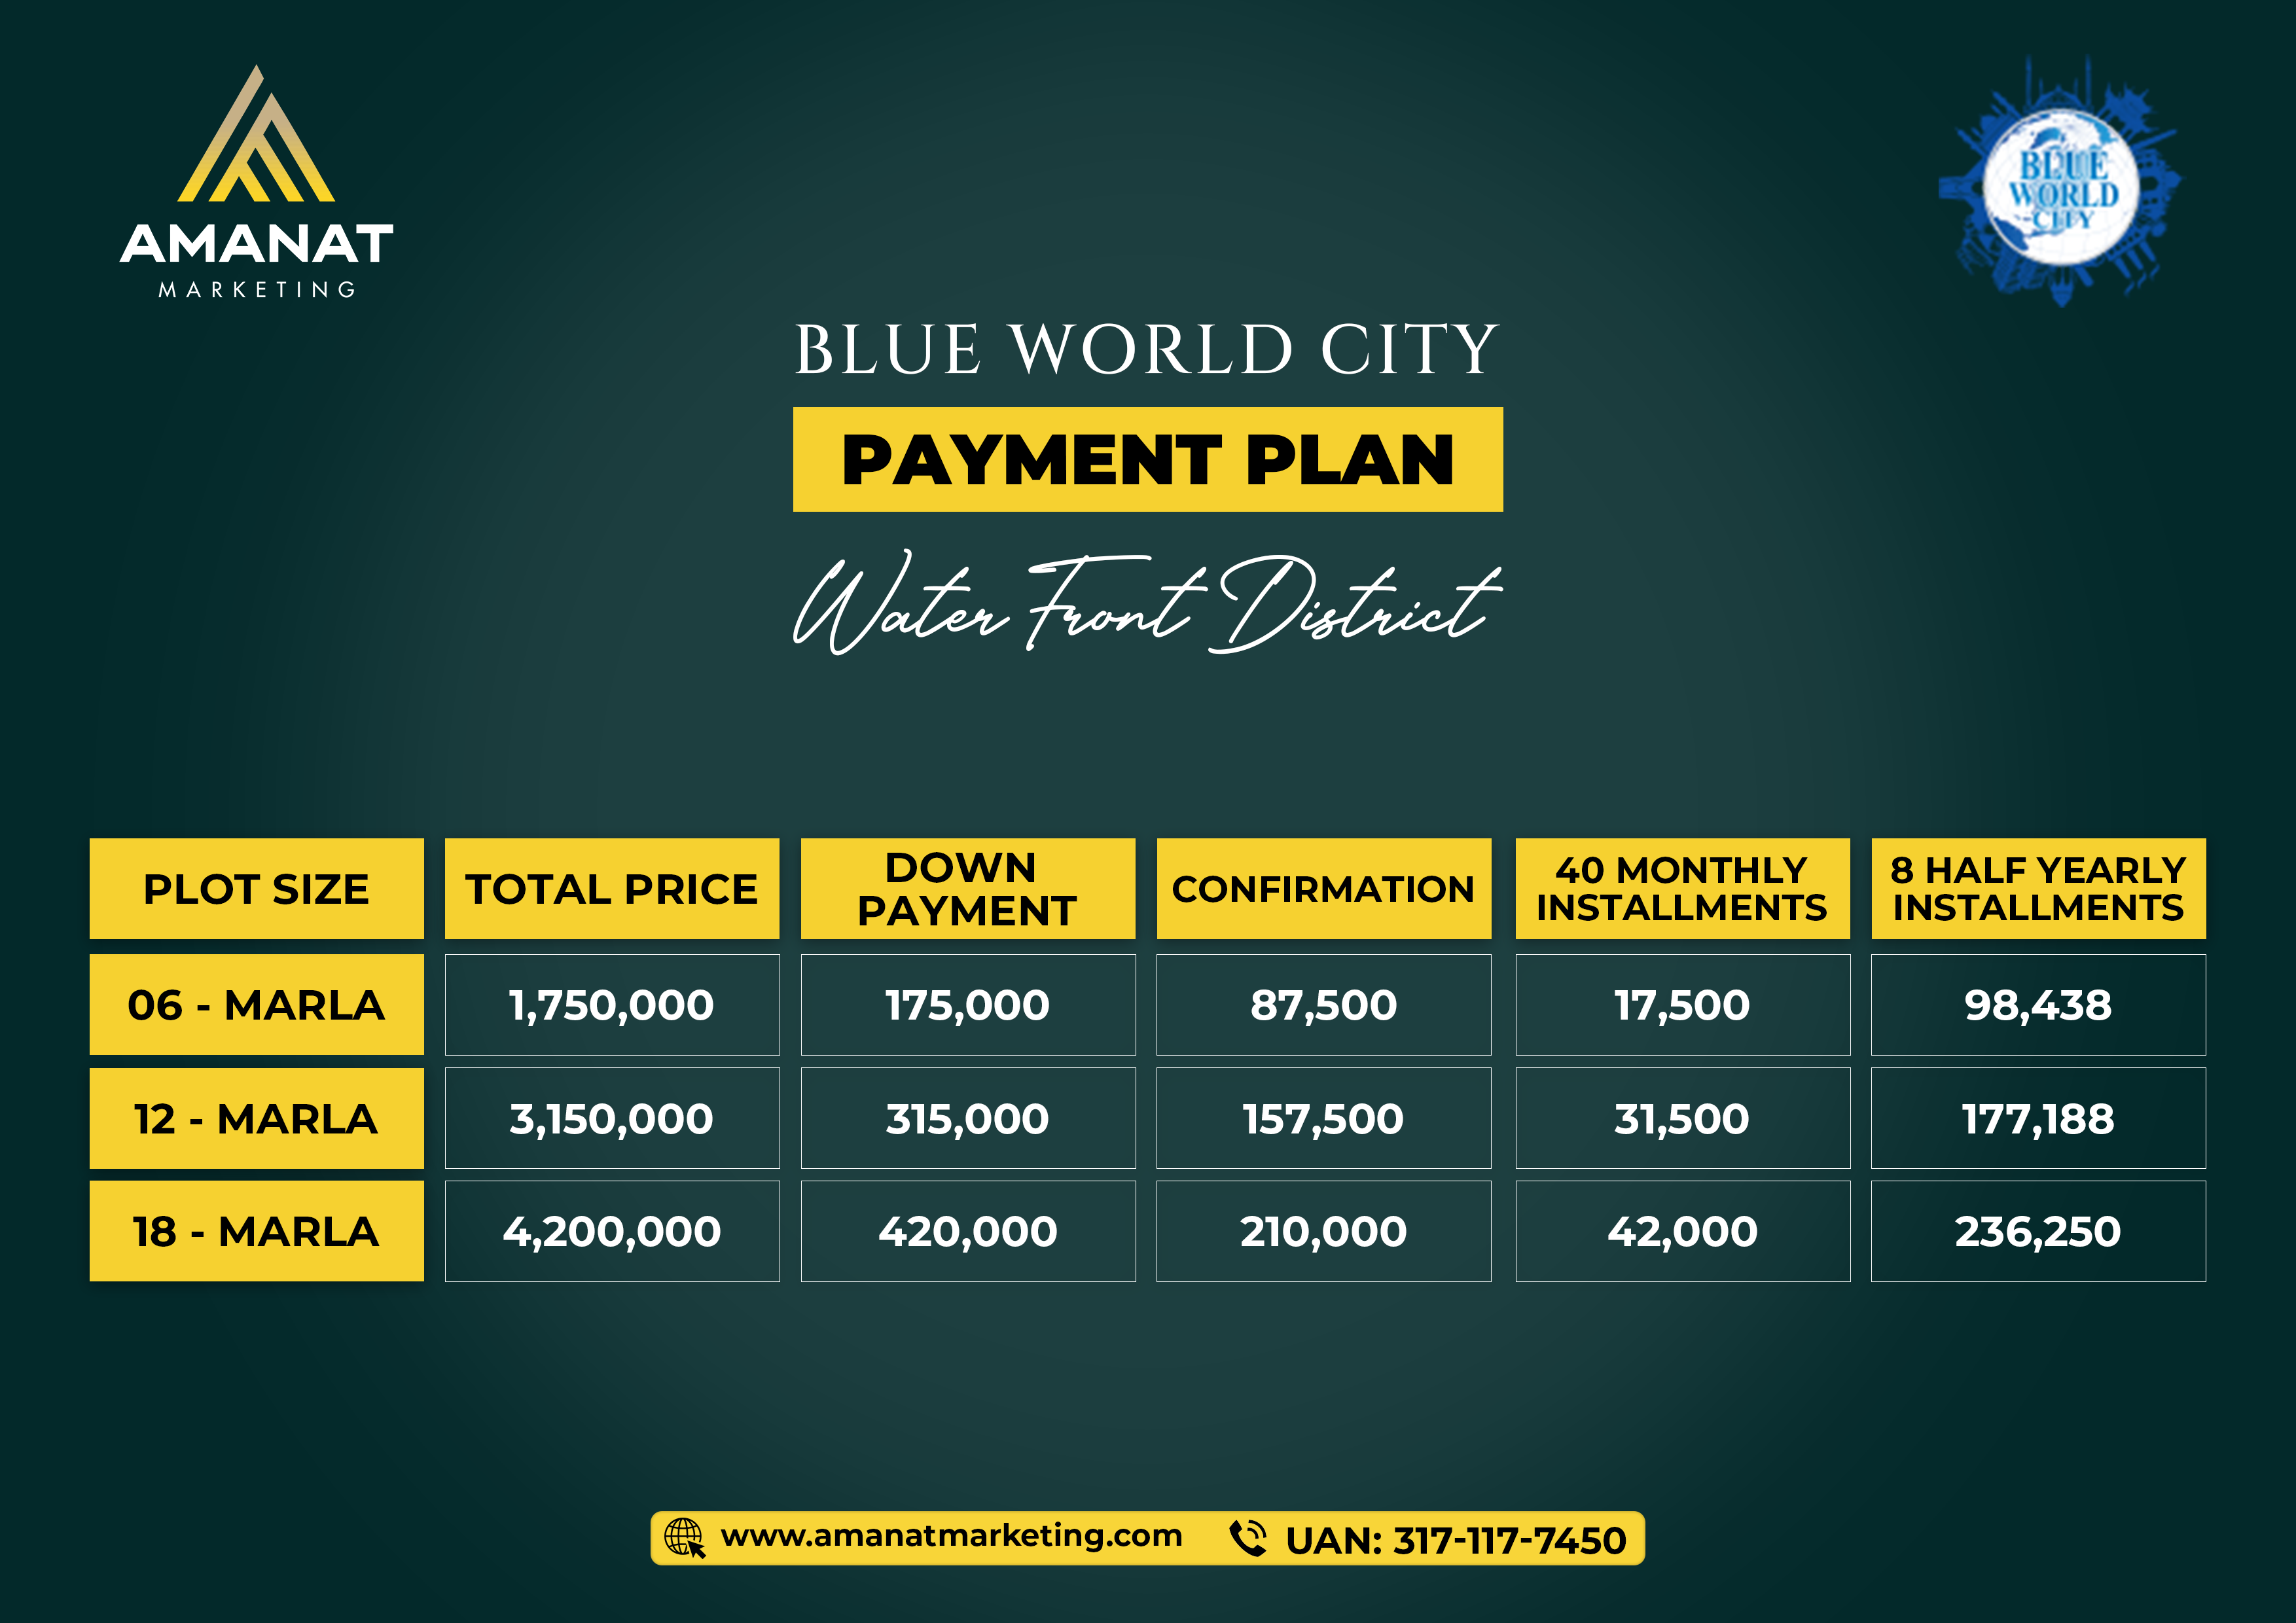 AMANAT
MARKETING
BLUE
WORLD
CITY
BLUE WORLD CITY
PAYMENT PLAN
Water Front District
PLOT SIZE TOTAL PRICE DOWN PAYMENT CONFIRMATION 40 MONTHLY INSTALLMENTS 8 HALF YEARLY INSTALLMENTS
06 - MARLA 1,750,000 175,000 87,500 17,500 98,438
12 - MARLA 3,150,000 315,000 157,500 31,500 177,188
18 - MARLA 4,200,000 420,000 210,000 42,000 236,250
www.amanatmarketing.com UAN: 317-117-7450